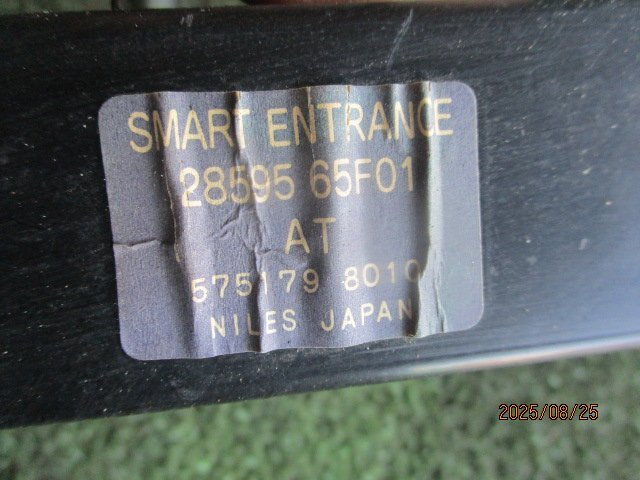 SMART ENTRANCE
28595 65F01
AT
575179 8010
NILES JAPAN
2025/08/25